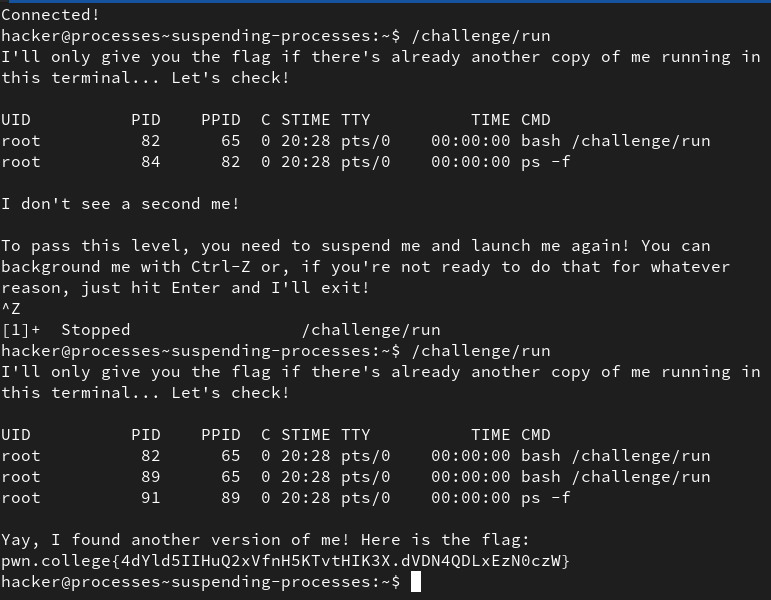 Connected!
hacker@processes~suspending-processes:~$ /challenge/run
I'll only give you the flag if there's already another copy of me running in
this terminal... Let's check!
UID          PID    PPID  C STIME TTY          TIME CMD
root          82      65  0 20:28 pts/0    00:00:00 bash /challenge/run
root          84      82  0 20:28 pts/0    00:00:00 ps -f
I don't see a second me!
To pass this level, you need to suspend me and launch me again! You can
background me with Ctrl-Z or, if you're not ready to do that for whatever
reason, just hit Enter and I'll exit!
^Z
[1]+  Stopped                 /challenge/run
hacker@processes~suspending-processes:~$ /challenge/run
I'll only give you the flag if there's already another copy of me running in
this terminal... Let's check!
UID          PID    PPID  C STIME TTY          TIME CMD
root          82      65  0 20:28 pts/0    00:00:00 bash /challenge/run
root          89      65  0 20:28 pts/0    00:00:00 bash /challenge/run
root          91      89  0 20:28 pts/0    00:00:00 ps -f
Yay, I found another version of me! Here is the flag:
pwn.college{4dYld5IIHuQ2xVfnH5KTvtHIK3X.dVDN4QDLxEzN0czW}
hacker@processes~suspending-processes:~$